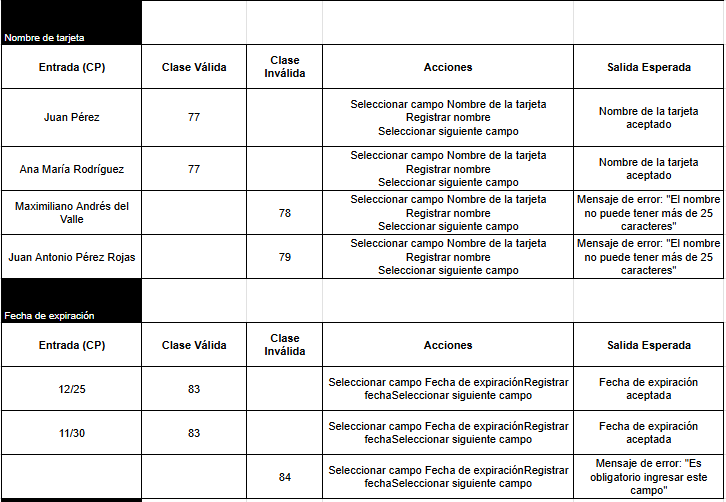 Nombre de tarjeta
Entrada (CP) Clase Válida Clase Inválida Acciones Salida Esperada
Juan Pérez 77 Seleccionar campo Nombre de la tarjeta
Registrar nombre
Seleccionar siguiente campo Nombre de la tarjeta
aceptado
Ana María Rodríguez 77 Seleccionar campo Nombre de la tarjeta
Registrar nombre
Seleccionar siguiente campo Nombre de la tarjeta
aceptado
Maximiliano Andrés del
Valle 78 Seleccionar campo Nombre de la tarjeta
Registrar nombre
Seleccionar siguiente campo Mensaje de error: "El nombre
no puede tener más de 25
caracteres"
Juan Antonio Pérez Rojas 79 Seleccionar campo Nombre de la tarjeta
Registrar nombre
Seleccionar siguiente campo Mensaje de error: "El nombre
no puede tener más de 25
caracteres"
Fecha de expiración
Entrada (CP) Clase Válida Clase Inválida Acciones Salida Esperada
12/25 83 Seleccionar campo Fecha de expiraciónRegistrar
fechaSeleccionar siguiente campo Fecha de expiración
aceptada
11/30 83 Seleccionar campo Fecha de expiraciónRegistrar
fechaSeleccionar siguiente campo Fecha de expiración
aceptada
84 Seleccionar campo Fecha de expiraciónRegistrar
fechaSeleccionar siguiente campo Mensaje de error: "Es
obligatorio ingresar este
campo"